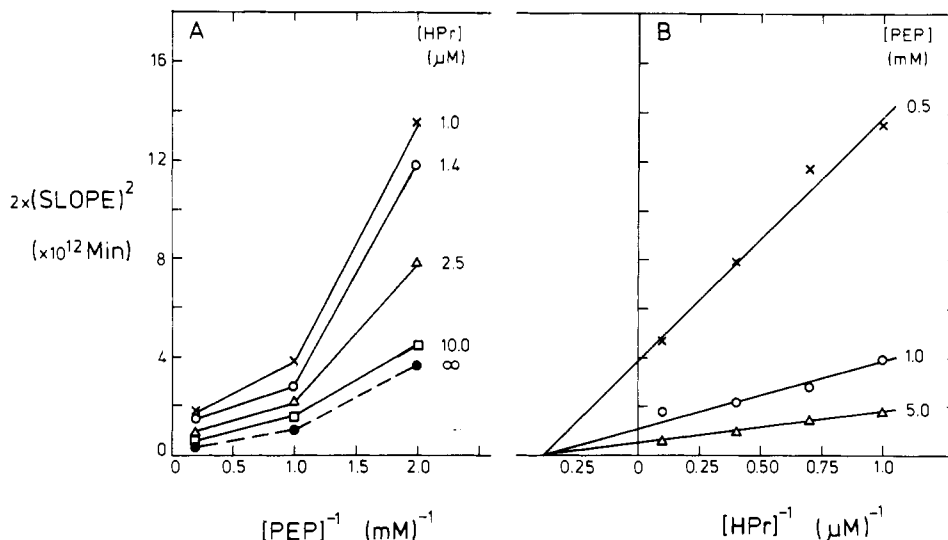 A
[HPr]
(μM)
16
1.0
12
1.4
2×(SLOPE)²
(×10¹² Min)
8
2.5
4
10.0
∞
0
0 0.5 1.0 1.5 2.0
[PEP]⁻¹ (mM)⁻¹
B
[PEP]
(mM)
0.5
1.0
5.0
0.25 0 0.25 0.50 0.75 1.0
[HPr]⁻¹ (μM)⁻¹